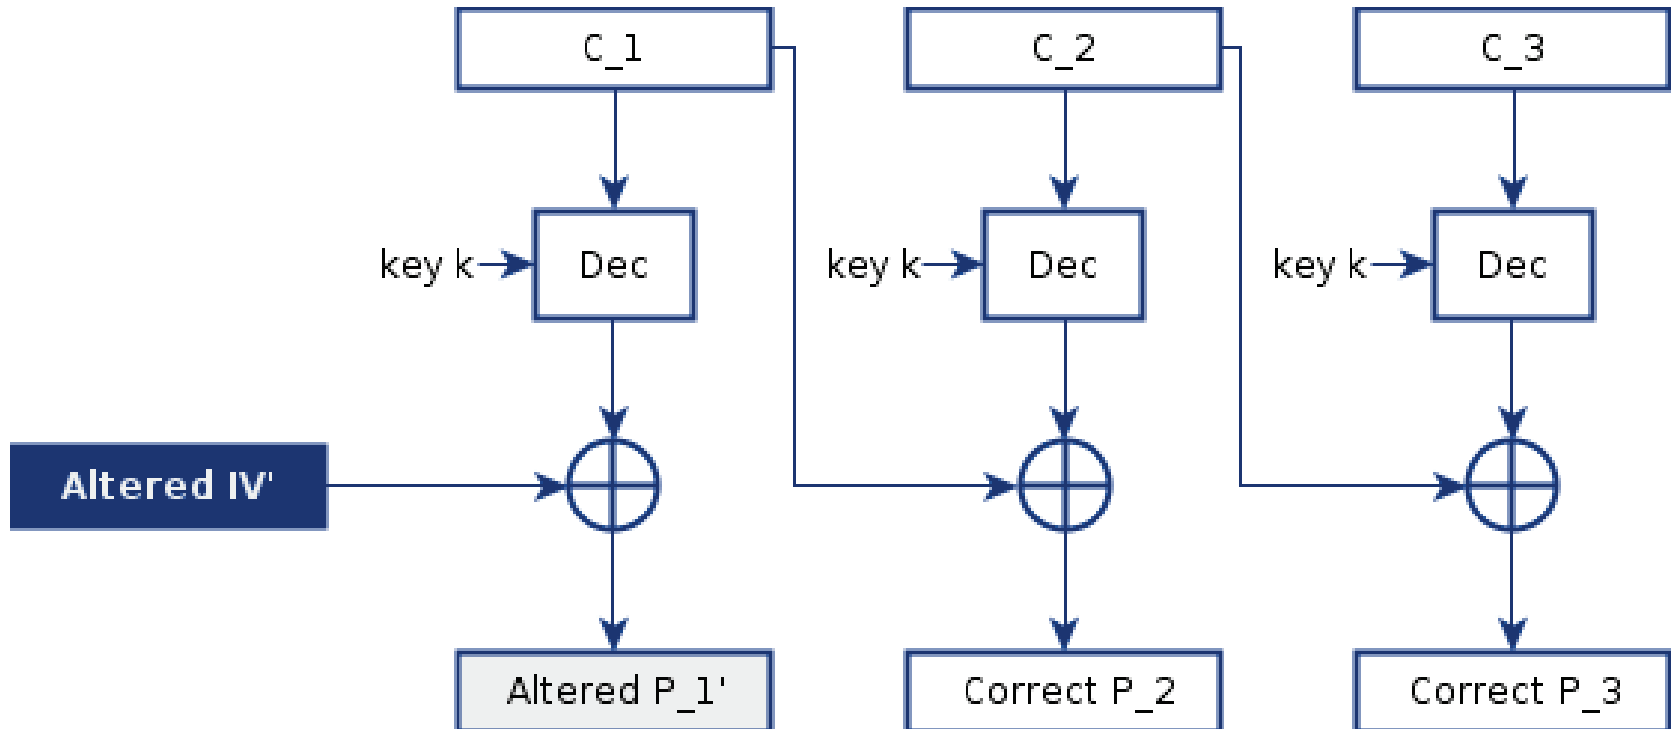 C_1
C_2
C_3
key k
Dec
key k
Dec
key k
Dec
Altered IV'
Altered P_1'
Correct P_2
Correct P_3